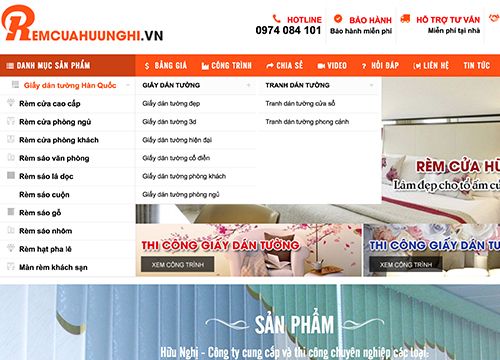 REMCUAHUUNGHI.VN
HOTLINE
0974 084 101
BẢO HÀNH
Bảo hành miễn phí
HỖ TRỢ TƯ VẤN
Miễn phí tại nhà
DANH MỤC SẢN PHẨM
BẢNG GIÁ
CÔNG TRÌNH
CHIA SẺ
VIDEO
HỎI ĐÁP
LIÊN HỆ
TIN TỨC
Giấy dán tường Hàn Quốc
Rèm cửa cao cấp
Rèm cửa phòng ngủ
Rèm cửa phòng khách
Rèm sáo văn phòng
Rèm sáo lá dọc
Rèm sáo cuộn
Rèm sáo gỗ
Rèm sáo nhôm
Rèm hạt pha lê
Màn rèm khách sạn
GIẤY DÁN TƯỜNG
Giấy dán tường đẹp
Giấy dán tường 3d
Giấy dán tường hiện đại
Giấy dán tường cổ điển
Giấy dán tường phòng khách
Giấy dán tường phòng ngủ
TRANH DÁN TƯỜNG
Tranh dán tường cửa sổ
Tranh dán tường phong cảnh
RÈM CỬA HỮ
Làm đẹp cho tổ ấm củ
THI CÔNG GIẤY DÁN TƯỜNG
XEM CÔNG TRÌNH
THI CÔNG RÈM CỬA
XEM CÔNG TRÌNH
SẢN PHẨM
Hữu Nghị - Công ty cung cấp và thi công chuyên nghiệp các loại: